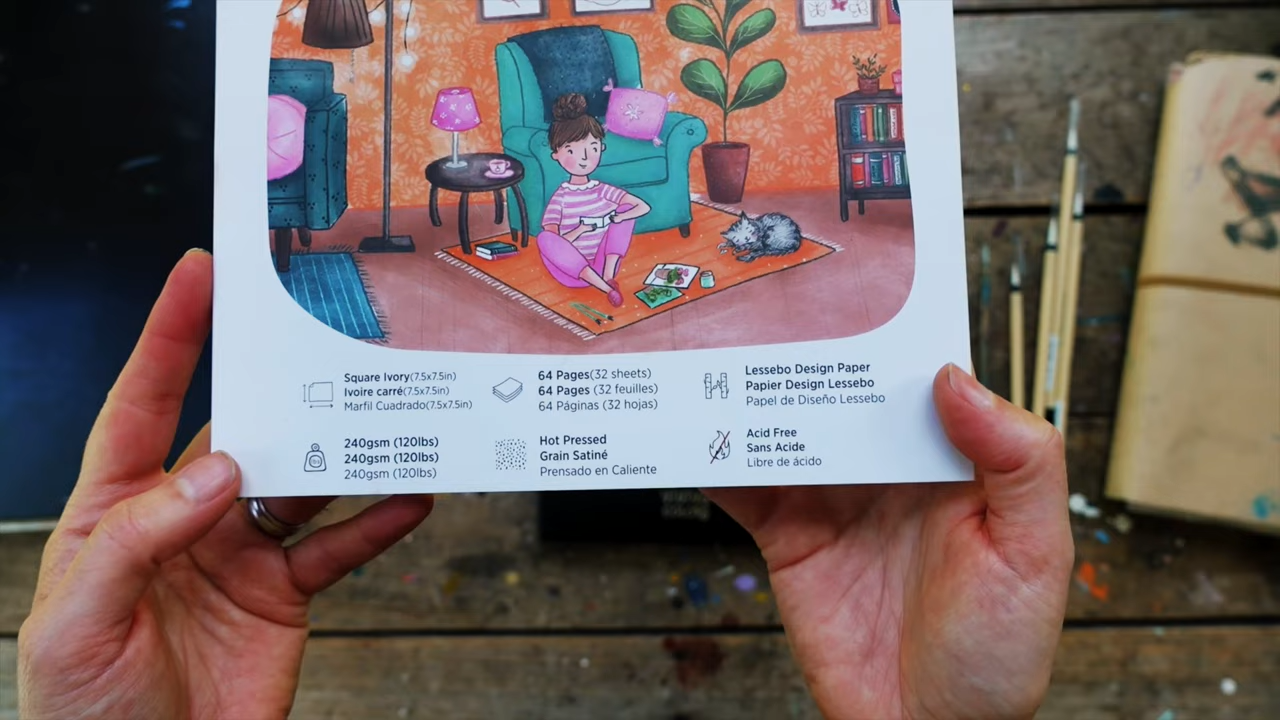 Square Ivory(7.5x7.5in)
Ivoire carré(7.5x7.5in)
Marfil Cuadrado(7.5x7.5in)
64 Pages(32 sheets)
64 Pages (32 feuilles)
64 Páginas (32 hojas)
Lessebo Design Paper
Papier Design Lessebo
Papel de Diseño Lessebo
240gsm (120lbs)
240gsm (120lbs)
240gsm (120lbs)
Hot Pressed
Grain Satiné
Prensado en Caliente
Acid Free
Sans Acide
Libre de ácido